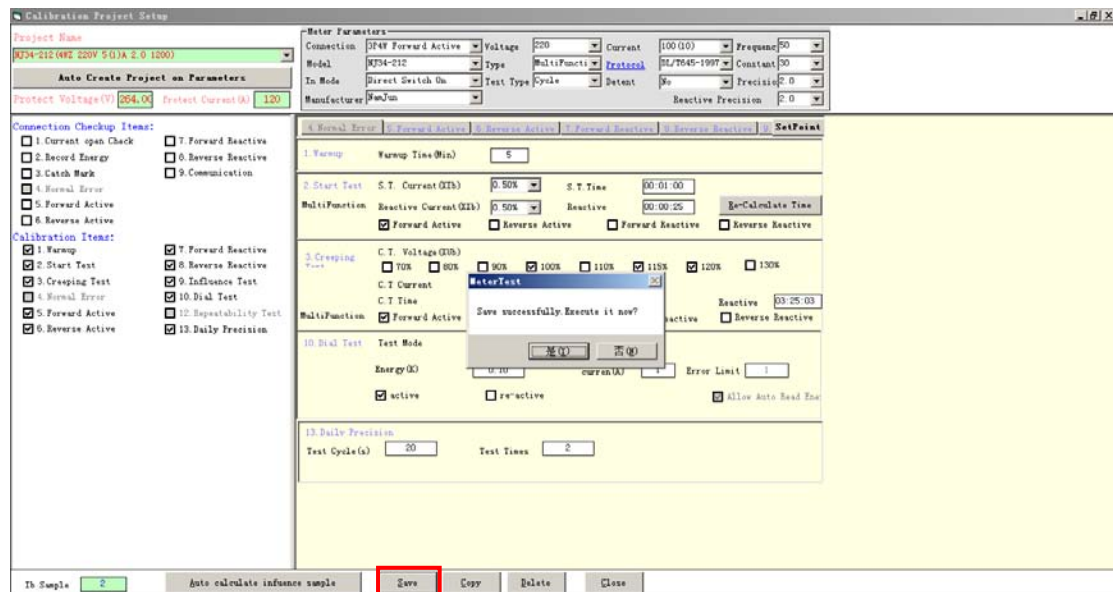 Calibration Project Setup
Project Name
NJ34-212(4WZ 220V 5()A 2.0 1200)
Auto Create Project on Parameters
Protect Voltage(V) 264.00 Protect Current(A) 120
Meter Parameters
Connection 3P4W Forward Active Voltage 220 Current 100(10) Frequenc 50
Model NJ34-212 Type MultiFuncti Protocol DL/T645-1997 Constant 30
In Mode Direct Switch On Test Type Cycle Detent No Precisio 2.0
Manufacturer NanJun Reactive Precision 2.0
Connection Checkup Items:
1.Current open Check 7.Forward Reactive
2.Record Energy 8.Reverse Reactive
3.Catch Mark 9.Communication
4.Normal Error
5.Forward Active
6.Reverse Active
Calibration Items:
1.Warmup 7.Forward Reactive
2.Start Test 8.Reverse Reactive
3.Creeping Test 9.Influence Test
4.Normal Error 10.Dial Test
5.Forward Active 12.Repeatability Test
6.Reverse Active 13.Daily Precision
4.Normal Error 5.Forward Active 6.Reverse Active 7.Forward Reactive 8.Reverse Reactive 9. SetPoint
1.Warmup Warmup Time(Min) 5
2.Start Test S.T. Current(XIb) 0.50% S.T.Time 00:01:00
MultiFunction Reactive Current(XIb) 0.50% Reactive 00:00:25 Re-Calculate Time
Forward Active Reverse Active Forward Reactive Reverse Reactive
3.Creeping C.T. Voltage(XUb)
70% 80% 90% 100% 110% 115% 120% 130%
C.T Current
C.T Time Reactive 03:25:03
MultiFunction Forward Active active Reverse Reactive
MeterTest
Save successfully.Execute it now?
是(Y) 否(N)
10.Dial Test Test Mode
Energy(K) 0.10 curren(A) 1 Error Limit 1
active re-active Allow Auto Read Ene
13.Daily Precision
Test Cycle(s) 20 Test Times 2
Ib Sample 2 Auto calculate infuence sample Save Copy Delete Close